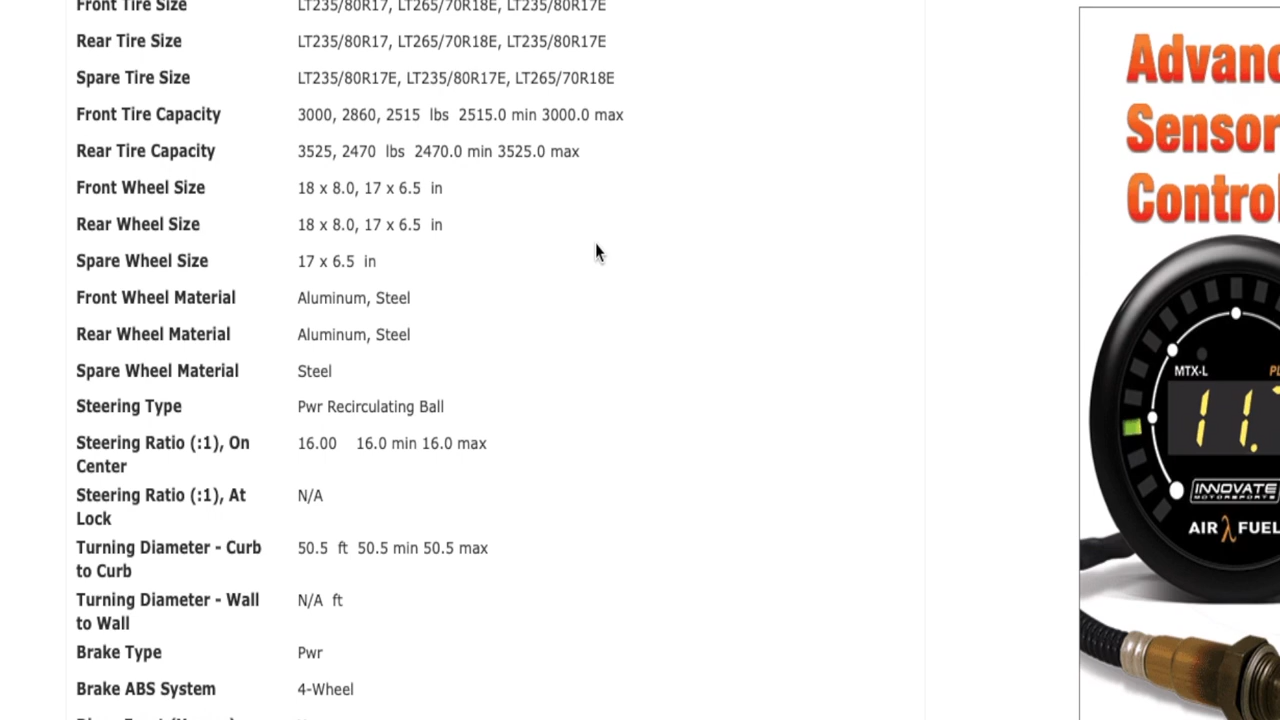 Front Tire Size LT235/80R17, LT265/70R18E, LT235/80R17E
Rear Tire Size LT235/80R17, LT265/70R18E, LT235/80R17E
Spare Tire Size LT235/80R17E, LT235/80R17E, LT265/70R18E
Front Tire Capacity 3000, 2860, 2515 lbs 2515.0 min 3000.0 max
Rear Tire Capacity 3525, 2470 lbs 2470.0 min 3525.0 max
Front Wheel Size 18 x 8.0, 17 x 6.5 in
Rear Wheel Size 18 x 8.0, 17 x 6.5 in
Spare Wheel Size 17 x 6.5 in
Front Wheel Material Aluminum, Steel
Rear Wheel Material Aluminum, Steel
Spare Wheel Material Steel
Steering Type Pwr Recirculating Ball
Steering Ratio (:1), On 16.00 16.0 min 16.0 max
Center
Steering Ratio (:1), At N/A
Lock
Turning Diameter - Curb 50.5 ft 50.5 min 50.5 max
to Curb
Turning Diameter - Wall N/A ft
to Wall
Brake Type Pwr
Brake ABS System 4-Wheel
Advanc
Sensor
Control
MTX-L PL
11.
INNOVATE
MOTORSPORTS
AIR λ FUEL